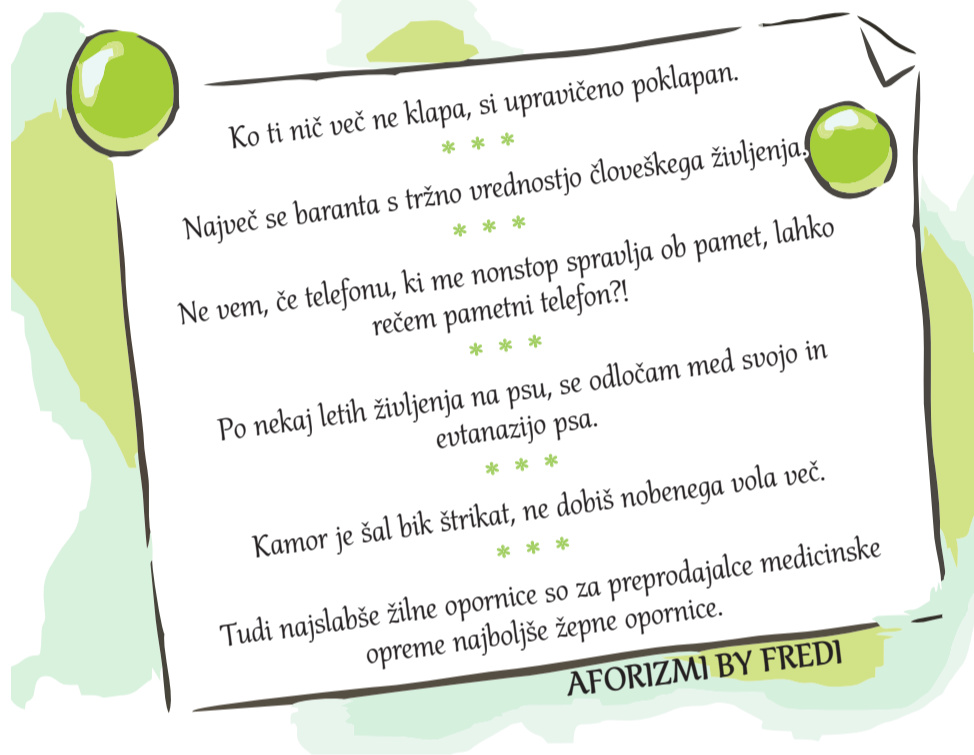 Ko ti nič več ne klapa, si upravičeno poklapan.
* * *
Največ se baranta s tržno vrednostjo človeškega življenja.
* * *
Ne vem, če telefonu, ki me nonstop spravlja ob pamet, lahko
rečem pametni telefon?!
* * *
Po nekaj letih življenja na psu, se odločam med svojo in
evtanazijo psa.
* * *
Kamor je šal bik štrikat, ne dobiš nobenega vola več.
* * *
Tudi najslabše žilne opornice so za preprodajalce medicinske
opreme najboljše žepne opornice.
AFORIZMI BY FREDI